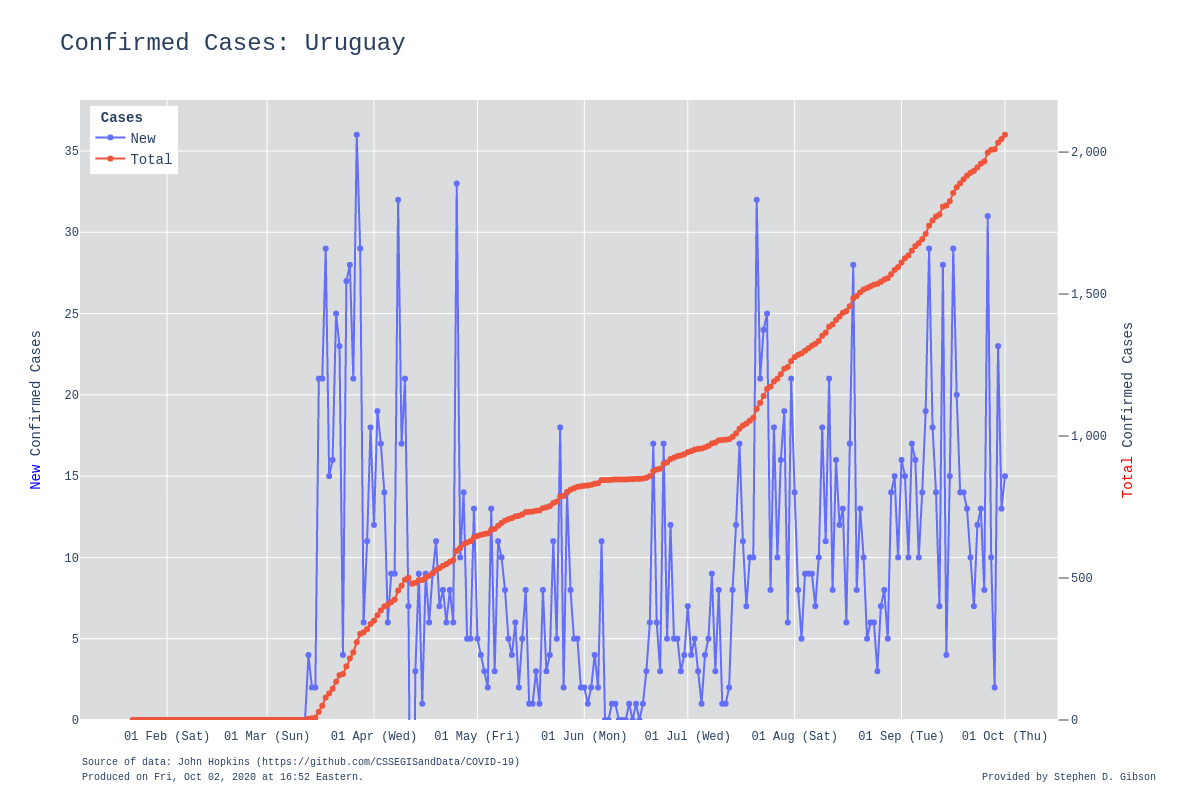 Confirmed Cases: Uruguay
Cases
New
Total
35
30
25
20
15
10
5
0
2,000
1,500
1,000
500
0
New Confirmed Cases
Total Confirmed Cases
01 Feb (Sat) 01 Mar (Sun) 01 Apr (Wed) 01 May (Fri) 01 Jun (Mon) 01 Jul (Wed) 01 Aug (Sat) 01 Sep (Tue) 01 Oct (Thu)
Source of data: John Hopkins (https://github.com/CSSEGISandData/COVID-19)
Produced on Fri, Oct 02, 2020 at 16:52 Eastern.
Provided by Stephen D. Gibson